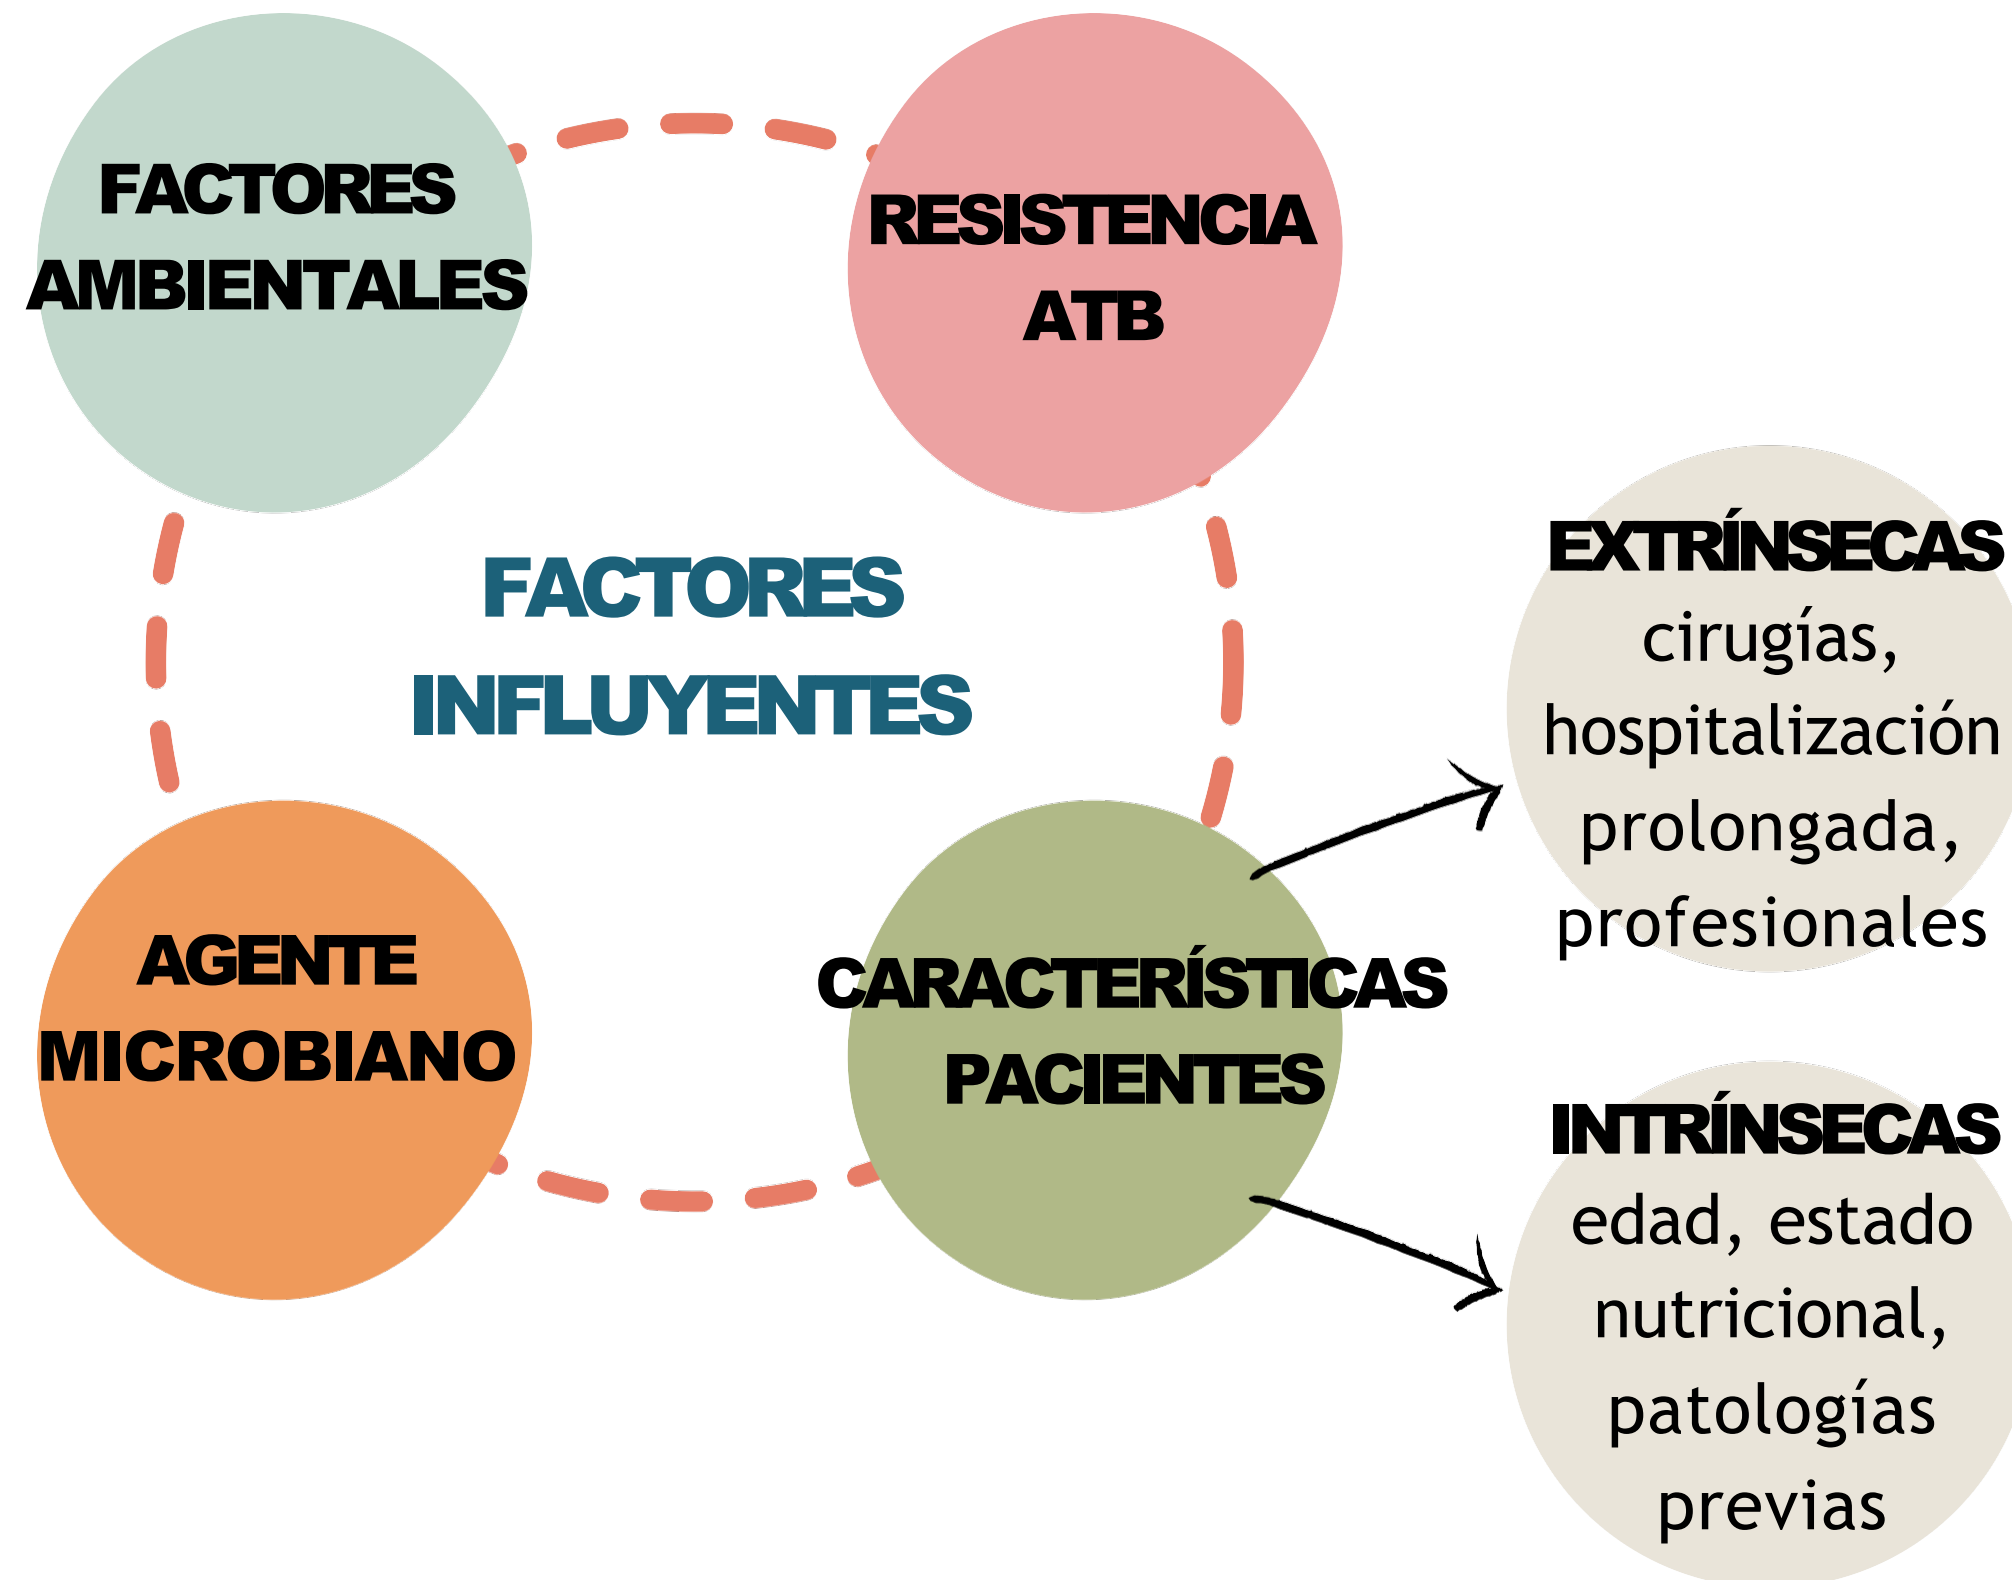 FACTORES
AMBIENTALES
RESISTENCIA
ATB
FACTORES
INFLUYENTES
AGENTE
MICROBIANO
CARACTERÍSTICAS
PACIENTES
EXTRÍNSECAS
cirugías,
hospitalización
prolongada,
profesionales
INTRÍNSECAS
edad, estado
nutricional,
patologías
previas